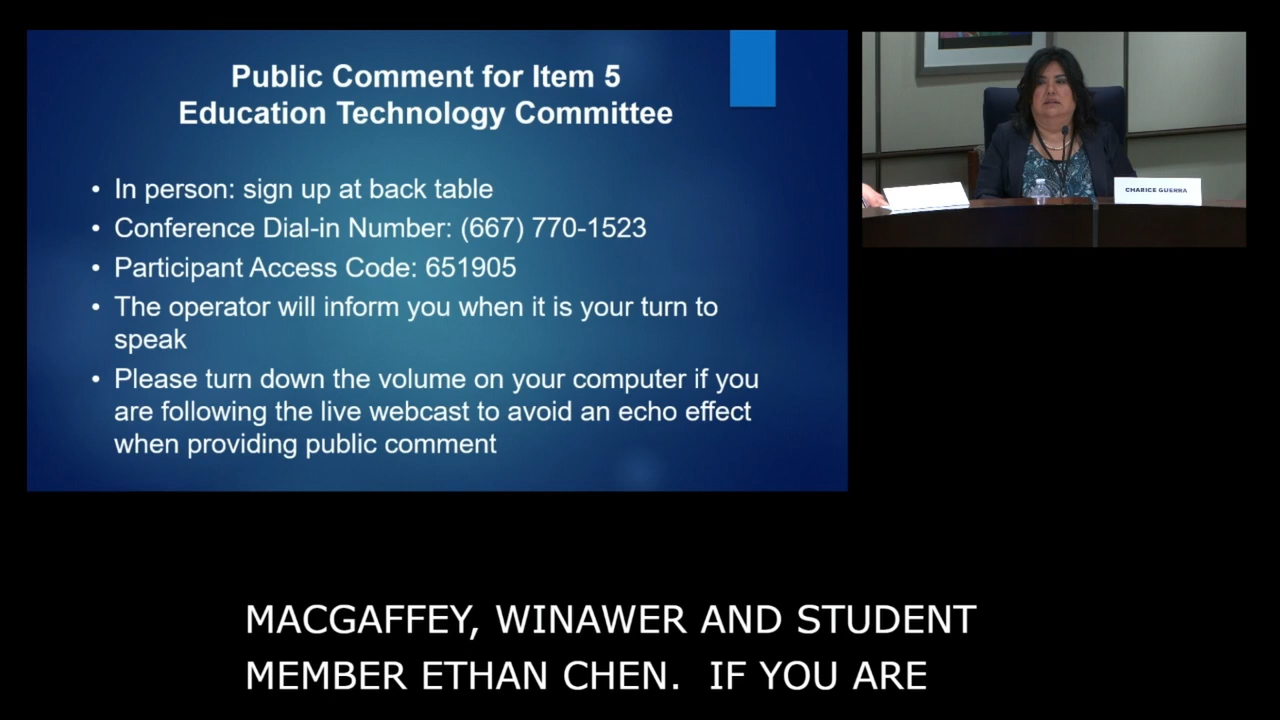 Public Comment for Item 5
Education Technology Committee
• In person: sign up at back table
• Conference Dial-in Number: (667) 770-1523
• Participant Access Code: 651905
• The operator will inform you when it is your turn to
speak
• Please turn down the volume on your computer if you
are following the live webcast to avoid an echo effect
when providing public comment
CHARICE GUERRA
MACGAFFEY, WINAWER AND STUDENT
MEMBER ETHAN CHEN.  IF YOU ARE